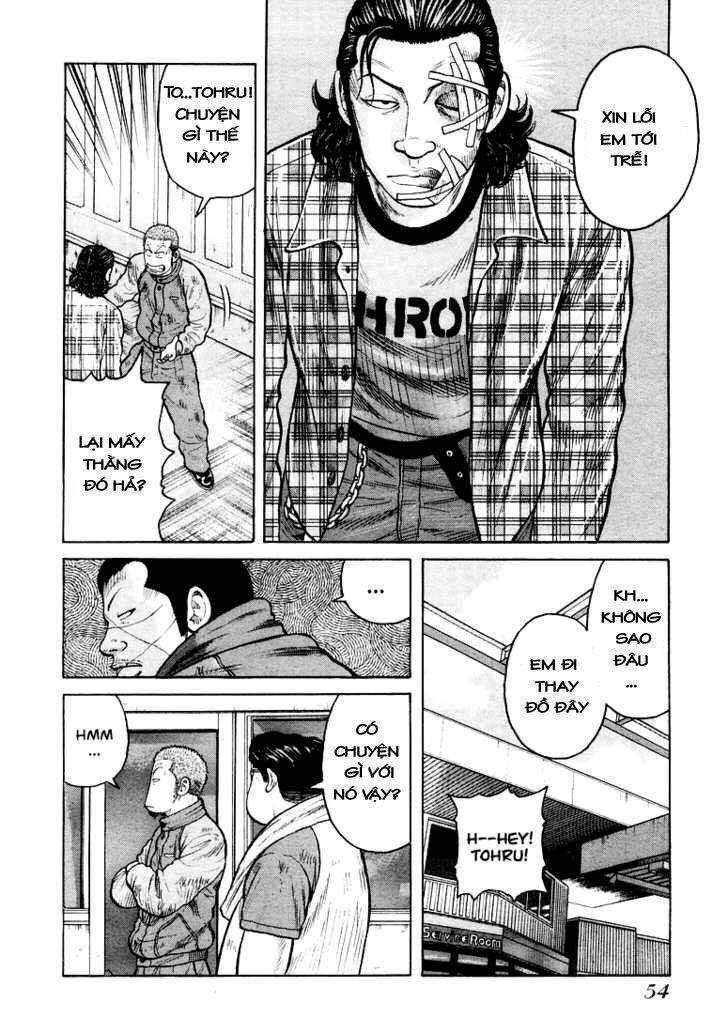 XIN LỖI
EM TỚI
TRỄ!
TO...TOHRU!
CHUYỆN
GÌ THẾ
NÀY?
HROM
LẠI MẤY
THẰNG
ĐÓ HẢ?
KH...
KHÔNG
SAO
ĐÂU
...
EM ĐI
THAY
ĐỒ ĐÂY
H--HEY!
TOHRU!
Service Room
...
CÓ
CHUYỆN
GÌ VỚI
NÓ VẬY?
HMM
...
54